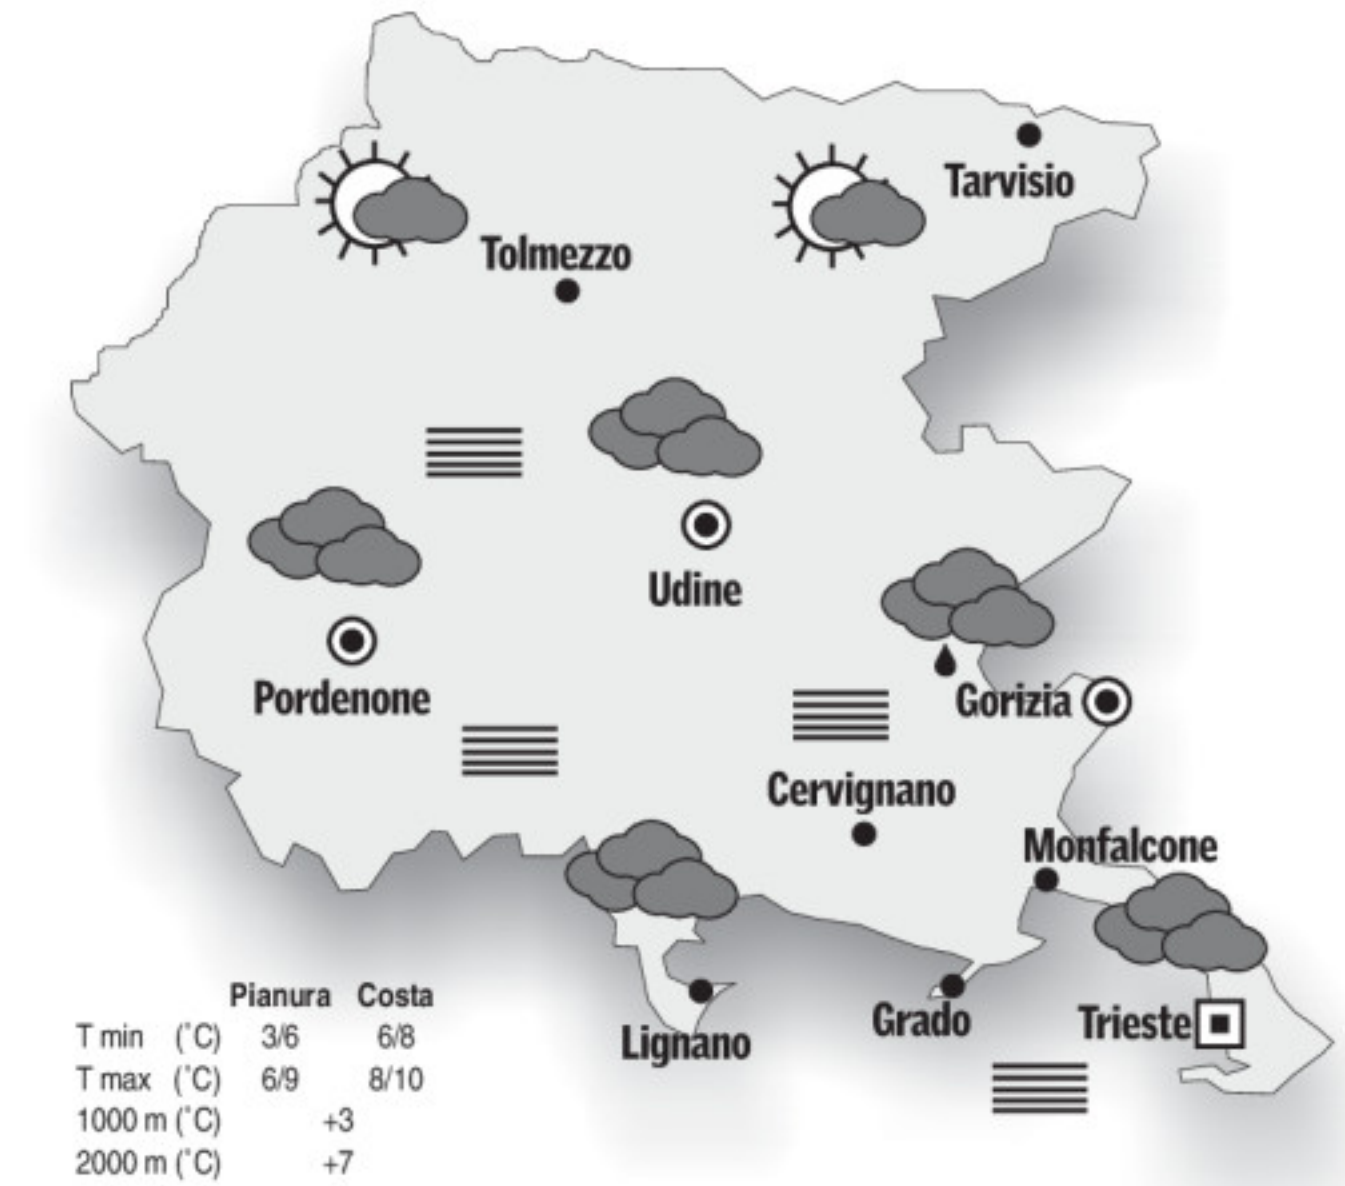 Tarvisio
Tolmezzo
Udine
Pordenone
Gorizia
Cervignano
Monfalcone
Grado
Trieste
Lignano
Pianura Costa
T min (°C) 3/6 6/8
T max (°C) 6/9 8/10
1000 m (°C) +3
2000 m (°C) +7